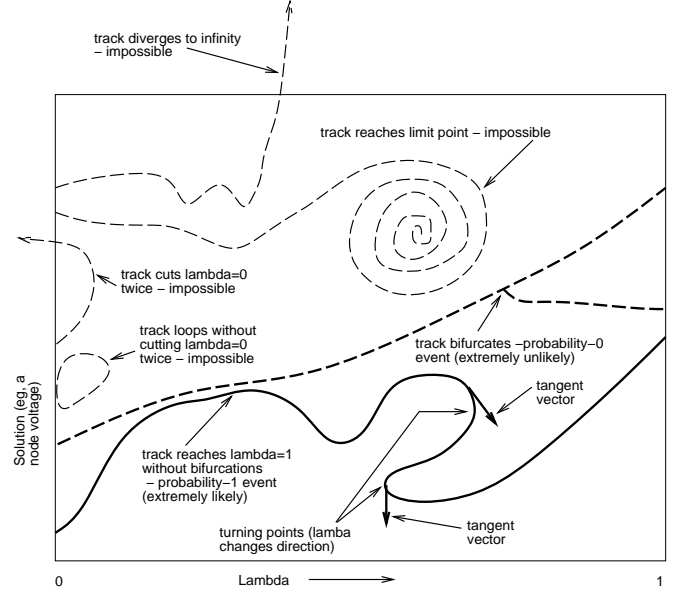 track diverges to infinity
– impossible
track reaches limit point – impossible
track cuts lambda=0
twice – impossible
track loops without
cutting lambda=0
twice – impossible
track bifurcates –probability–0
event (extremely unlikely)
tangent
vector
Solution (eg, a
node voltage)
track reaches lambda=1
without bifurcations
– probability–1 event
(extremely likely)
turning points (lamba
changes direction)
tangent
vector
0
Lambda
1